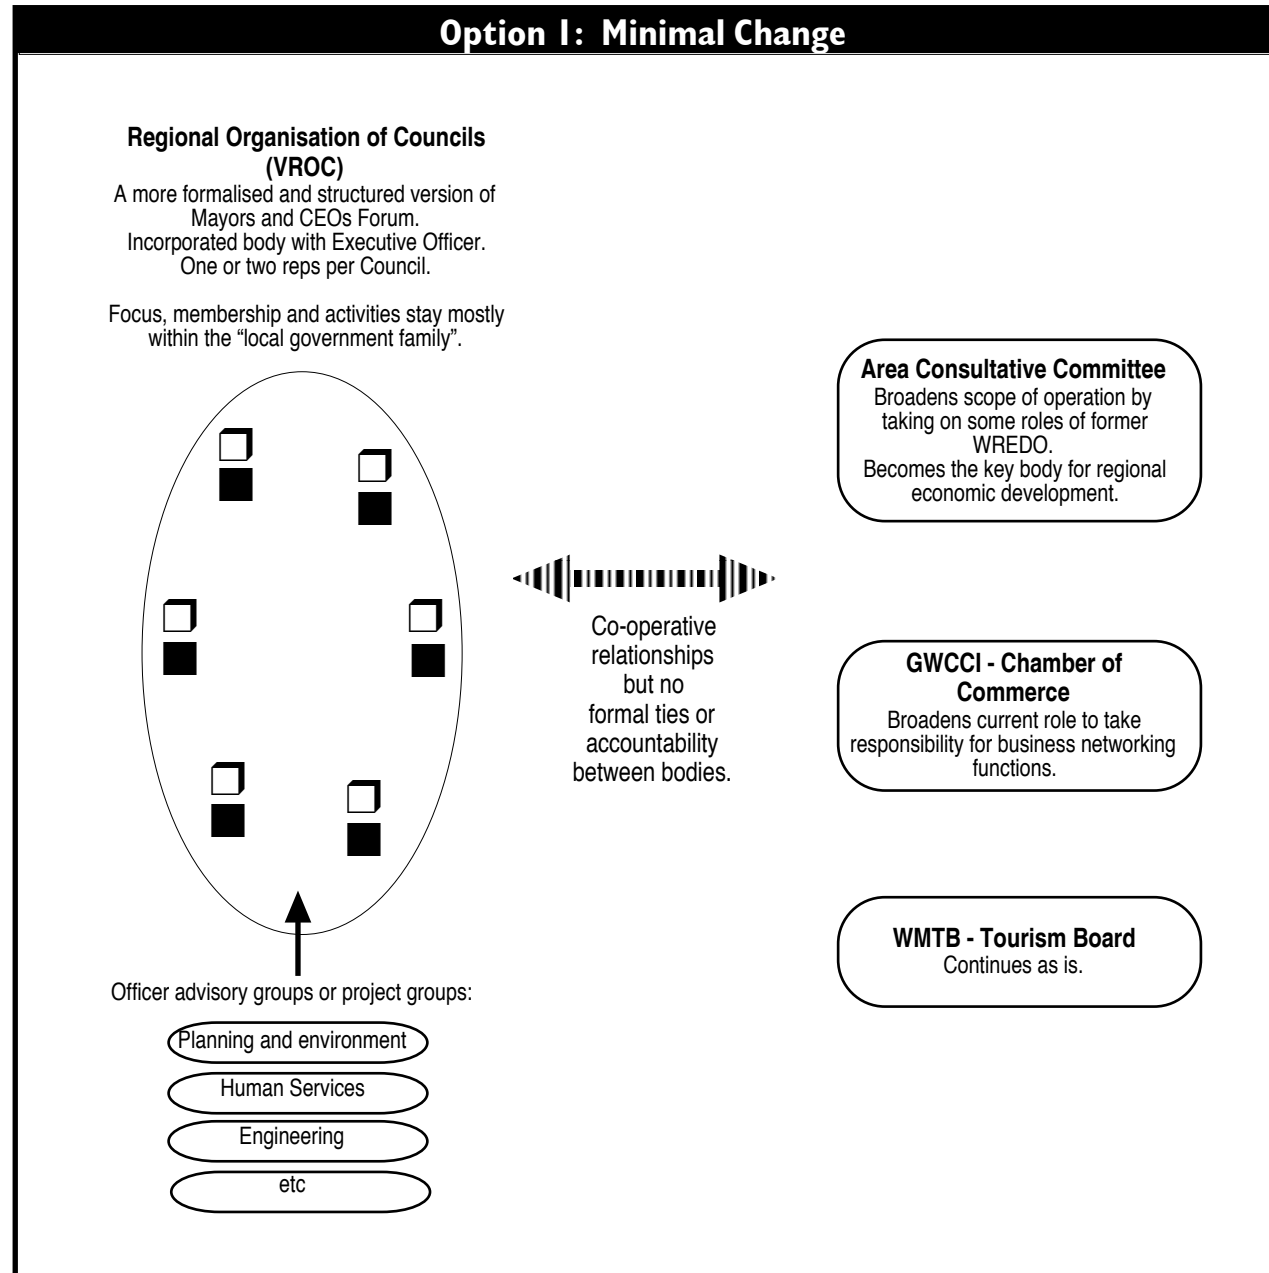 Option 1: Minimal Change
Regional Organisation of Councils
(VROC)
A more formalised and structured version of
Mayors and CEOs Forum.
Incorporated body with Executive Officer.
One or two reps per Council.
Focus, membership and activities stay mostly
within the “local government family”.
Officer advisory groups or project groups:
Planning and environment
Human Services
Engineering
etc
Co-operative
relationships
but no
formal ties or
accountability
between bodies.
Area Consultative Committee
Broadens scope of operation by
taking on some roles of former
WREDO.
Becomes the key body for regional
economic development.
GWCCI - Chamber of
Commerce
Broadens current role to take
responsibility for business networking
functions.
WMTB - Tourism Board
Continues as is.